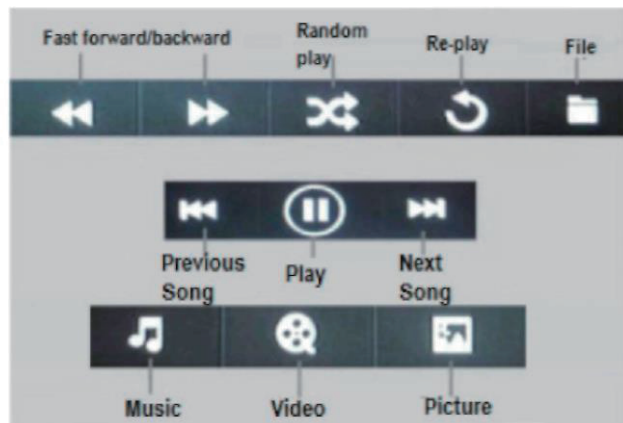 Fast forward/backward
Random
play
Re-play
File
Previous
Song
Play
Next
Song
Music
Video
Picture